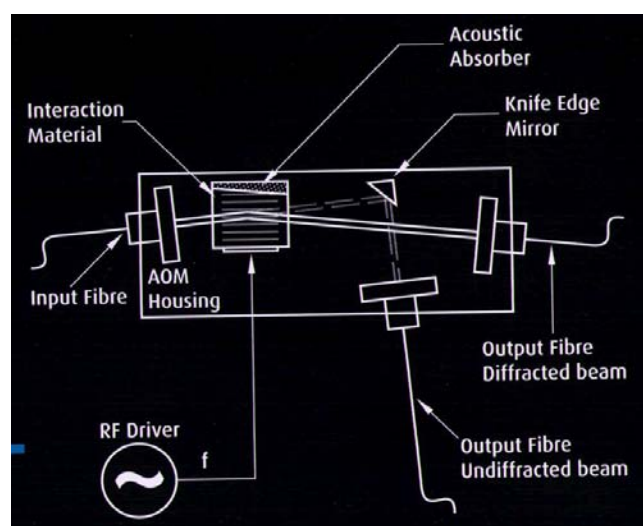 Acoustic
Absorber
Interaction
Material
Knife Edge
Mirror
AOM
Housing
Input Fibre
Output Fibre
Diffracted beam
RF Driver
f
Output Fibre
Undiffracted beam